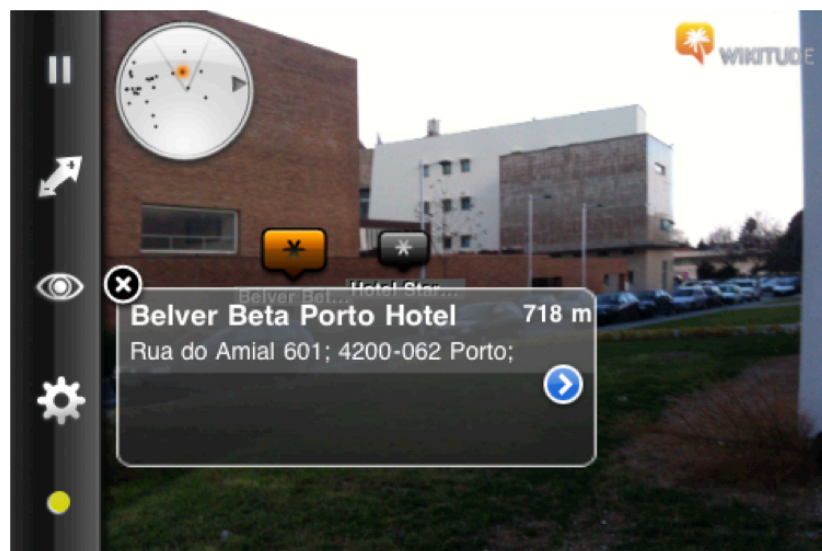 WIKITUDE
Belver Bet...
Hotel Star...
Belver Beta Porto Hotel
718 m
Rua do Amial 601; 4200-062 Porto;